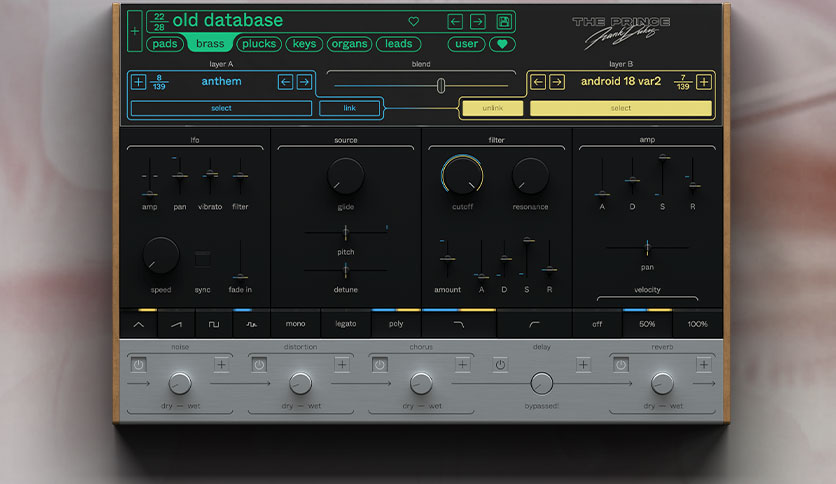 22
28
old database
THE PRINCE
pads brass plucks keys organs leads user
layer A blend layer B
8
139
anthem
android 18 var2
7
139
select link unlink select
lfo source filter amp
amp pan vibrato filter
glide
cutoff resonance
A D S R
pitch
pan
speed sync fade in
detune
amount A D S R
velocity
mono legato poly off 50% 100%
noise distortion chorus delay reverb
dry — wet dry — wet dry — wet bypassed! dry — wet